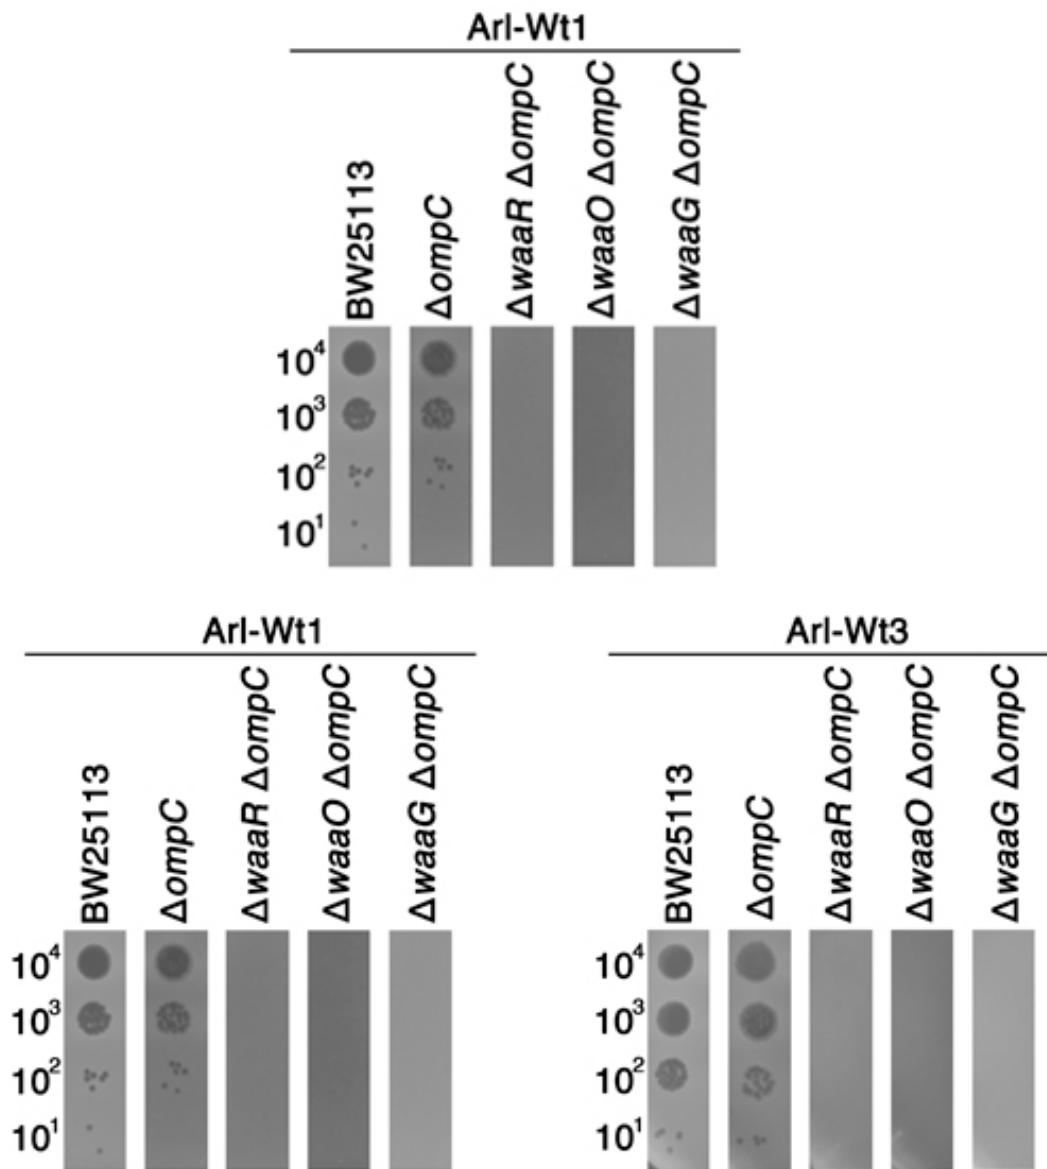 Arl-Wt1
BW25113
ΔompC
ΔwaaR ΔompC
ΔwaaO ΔompC
ΔwaaG ΔompC
10⁴
10³
10²
10¹
Arl-Wt1
BW25113
ΔompC
ΔwaaR ΔompC
ΔwaaO ΔompC
ΔwaaG ΔompC
10⁴
10³
10²
10¹
Arl-Wt3
BW25113
ΔompC
ΔwaaR ΔompC
ΔwaaO ΔompC
ΔwaaG ΔompC
10⁴
10³
10²
10¹